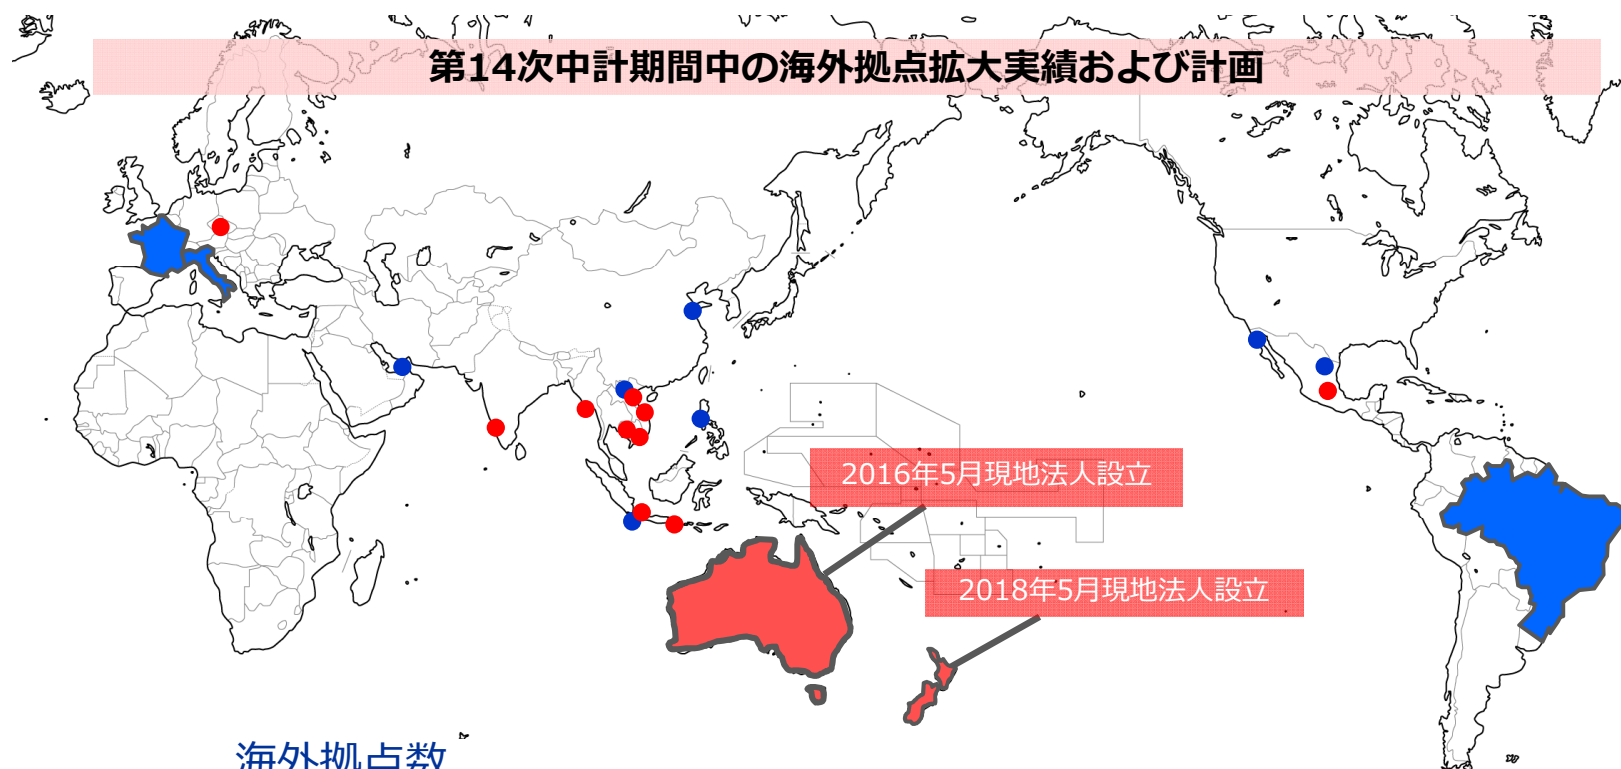 第14次中計期間中の海外拠点拡大実績および計画
2016年5月現地法人設立
2018年5月現地法人設立
海外拠点数